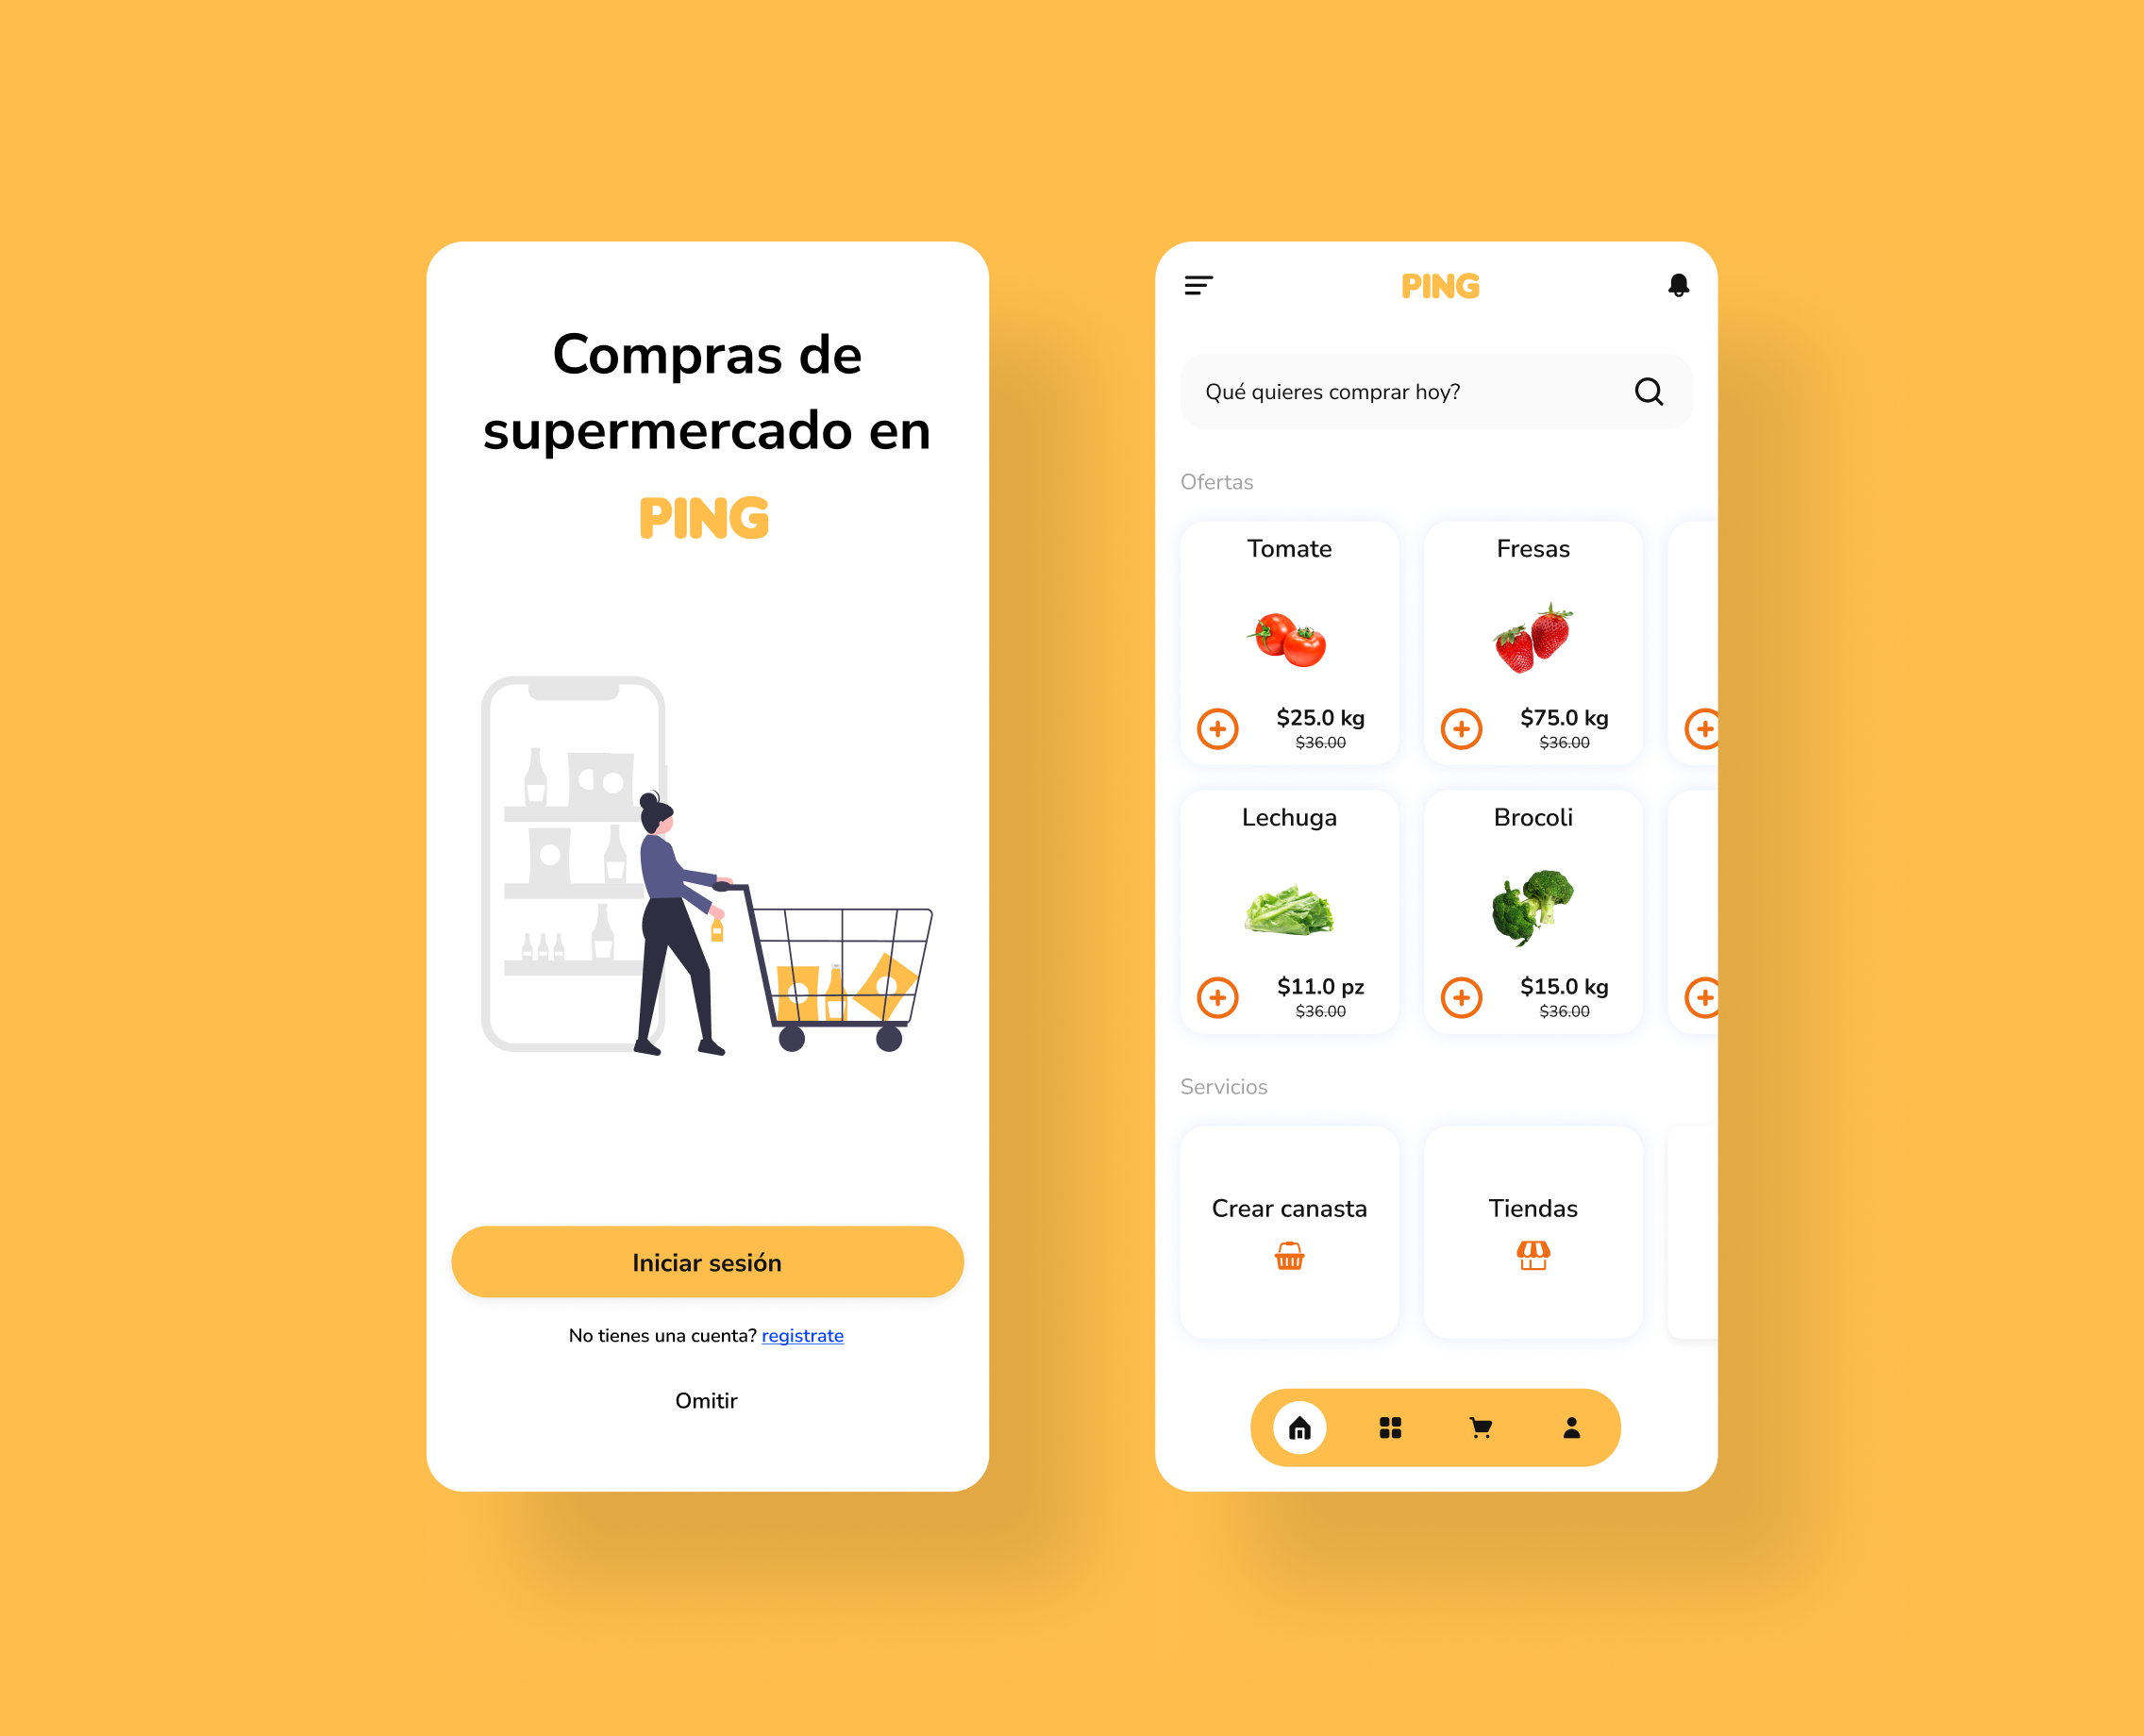 Compras de
supermercado en
PING
Iniciar sesión
No tienes una cuenta? registrate
Omitir
PING
Qué quieres comprar hoy?
Ofertas
Tomate
$25.0 kg
$36.00
Fresas
$75.0 kg
$36.00
Lechuga
$11.0 pz
$36.00
Brocoli
$15.0 kg
$36.00
Servicios
Crear canasta
Tiendas